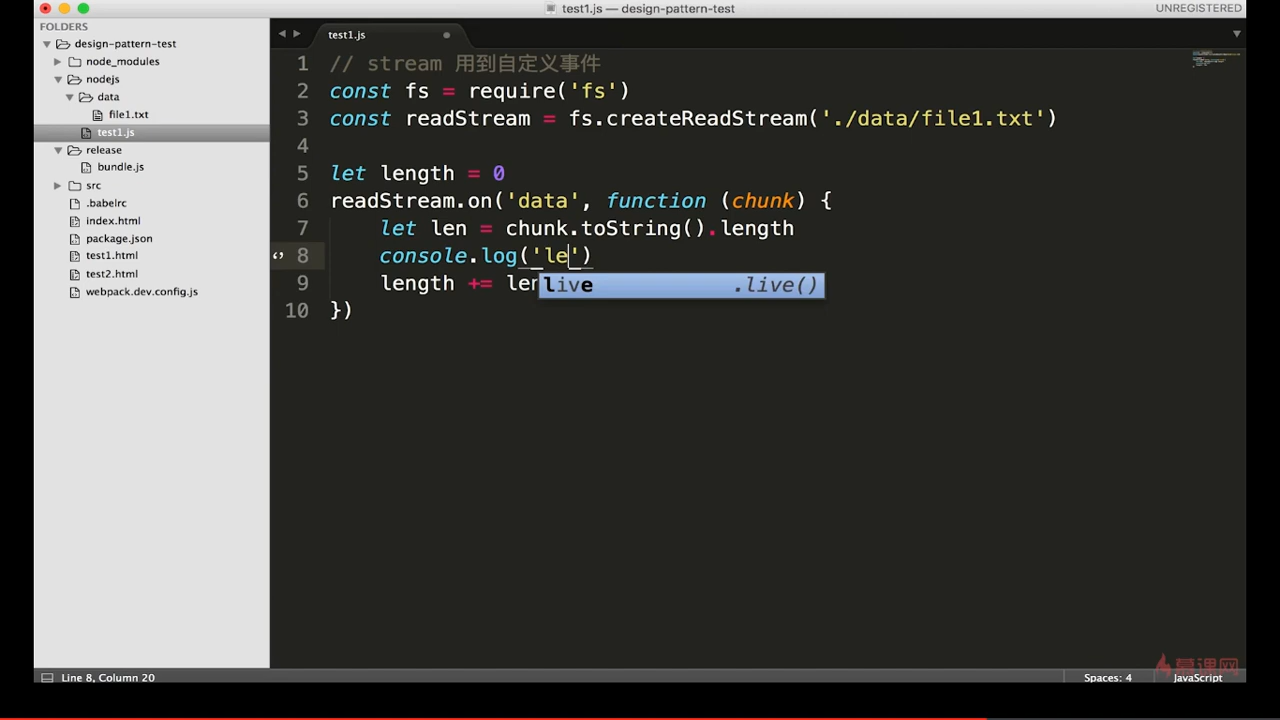 test1.js — design-pattern-test
UNREGISTERED
FOLDERS
design-pattern-test
node_modules
nodejs
data
file1.txt
test1.js
release
bundle.js
src
.babelrc
index.html
package.json
test1.html
test2.html
webpack.dev.config.js
test1.js
1 // stream 用到自定义事件
2 const fs = require('fs')
3 const readStream = fs.createReadStream('./data/file1.txt')
4
5 let length = 0
6 readStream.on('data', function (chunk) {
7 let len = chunk.toString().length
8 console.log('le')
9 length += len
live .live()
10 })
慕课网
Line 8, Column 20
Spaces: 4
JavaScript